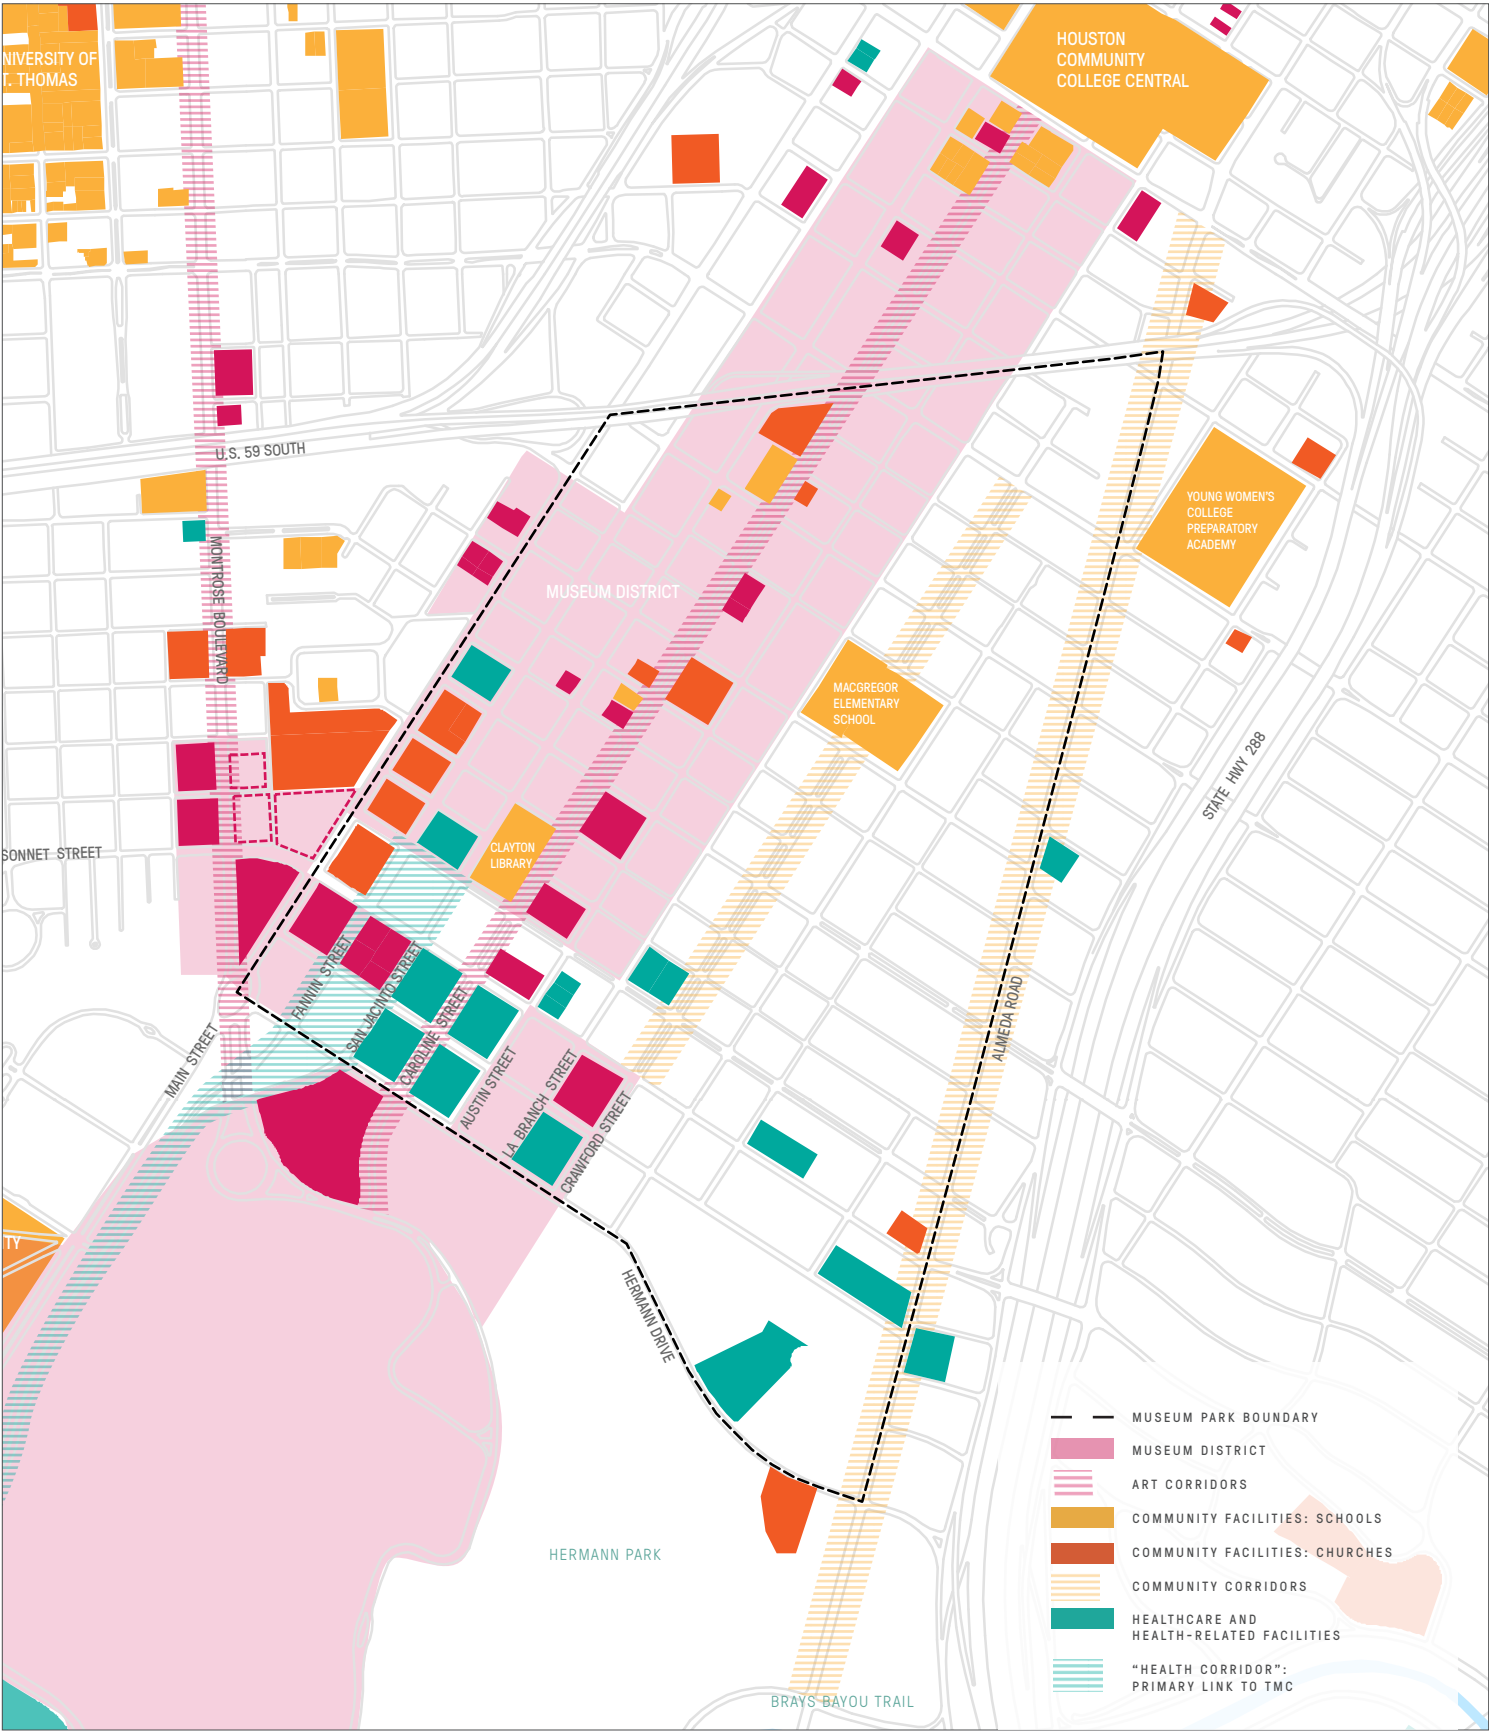 NIVERSITY OF
T. THOMAS
HOUSTON
COMMUNITY
COLLEGE CENTRAL
U.S. 59 SOUTH
YOUNG WOMEN'S
COLLEGE
PREPARATORY
ACADEMY
MONTROSE BOULEVARD
MUSEUM DISTRICT
MACGREGOR
ELEMENTARY
SCHOOL
STATE HWY 288
SONNET STREET
CLAYTON
LIBRARY
FANNIN STREET
SAN JACINTO STREET
CAROLINE STREET
MAIN STREET
AUSTIN STREET
LA BRANCH STREET
CRAWFORD STREET
ALMEDA ROAD
TY
HERMANN DRIVE
HERMANN PARK
BRAYS BAYOU TRAIL
MUSEUM PARK BOUNDARY
MUSEUM DISTRICT
ART CORRIDORS
COMMUNITY FACILITIES: SCHOOLS
COMMUNITY FACILITIES: CHURCHES
COMMUNITY CORRIDORS
HEALTHCARE AND
HEALTH-RELATED FACILITIES
“HEALTH CORRIDOR”:
PRIMARY LINK TO TMC